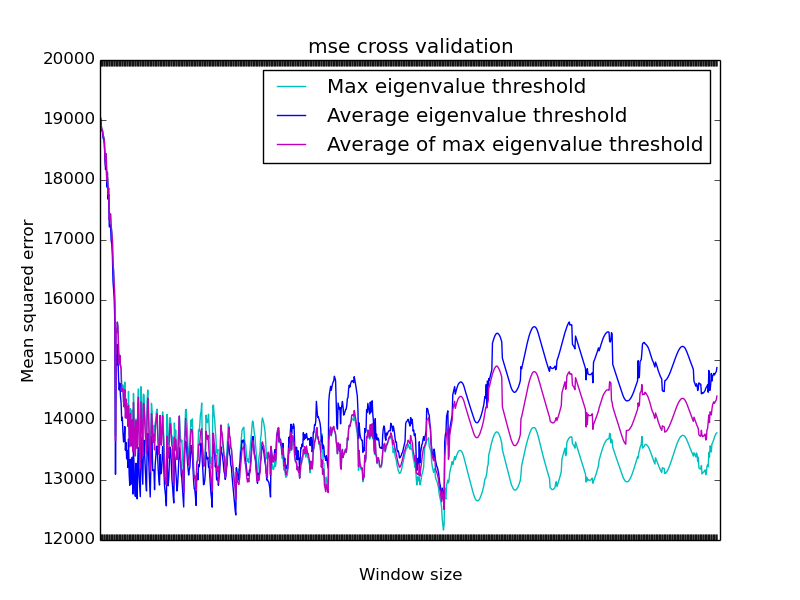 mse cross validation
20000
19000
18000
17000
16000
15000
14000
13000
12000
Mean squared error
Max eigenvalue threshold
Average eigenvalue threshold
Average of max eigenvalue threshold
Window size